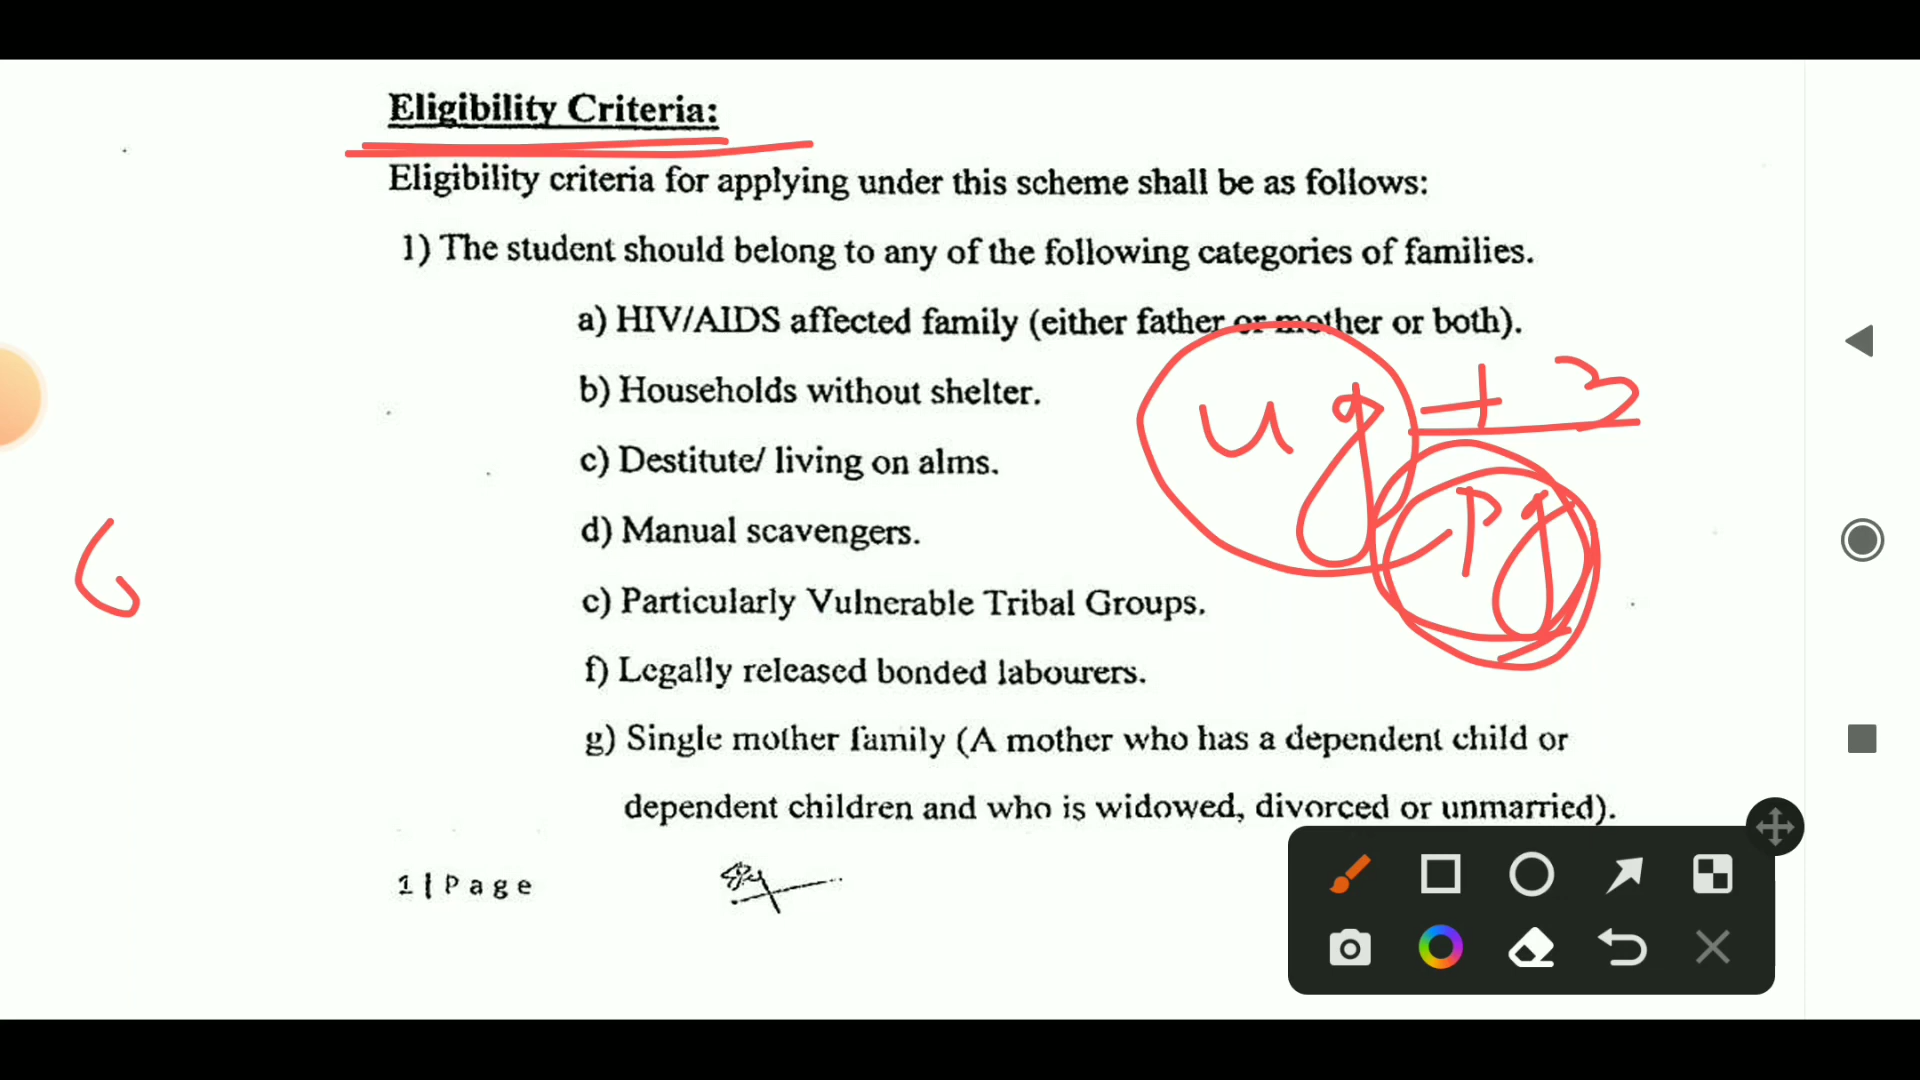 Eligibility Criteria:
Eligibility criteria for applying under this scheme shall be as follows:
1) The student should belong to any of the following categories of families.
a) HIV/AIDS affected family (either father or mother or both).
b) Households without shelter.
c) Destitute/ living on alms.
ug + 3
d) Manual scavengers.
pg
c) Particularly Vulnerable Tribal Groups.
f) Legally released bonded labourers.
g) Single mother family (A mother who has a dependent child or
dependent children and who is widowed, divorced or unmarried).
1 | P a g e